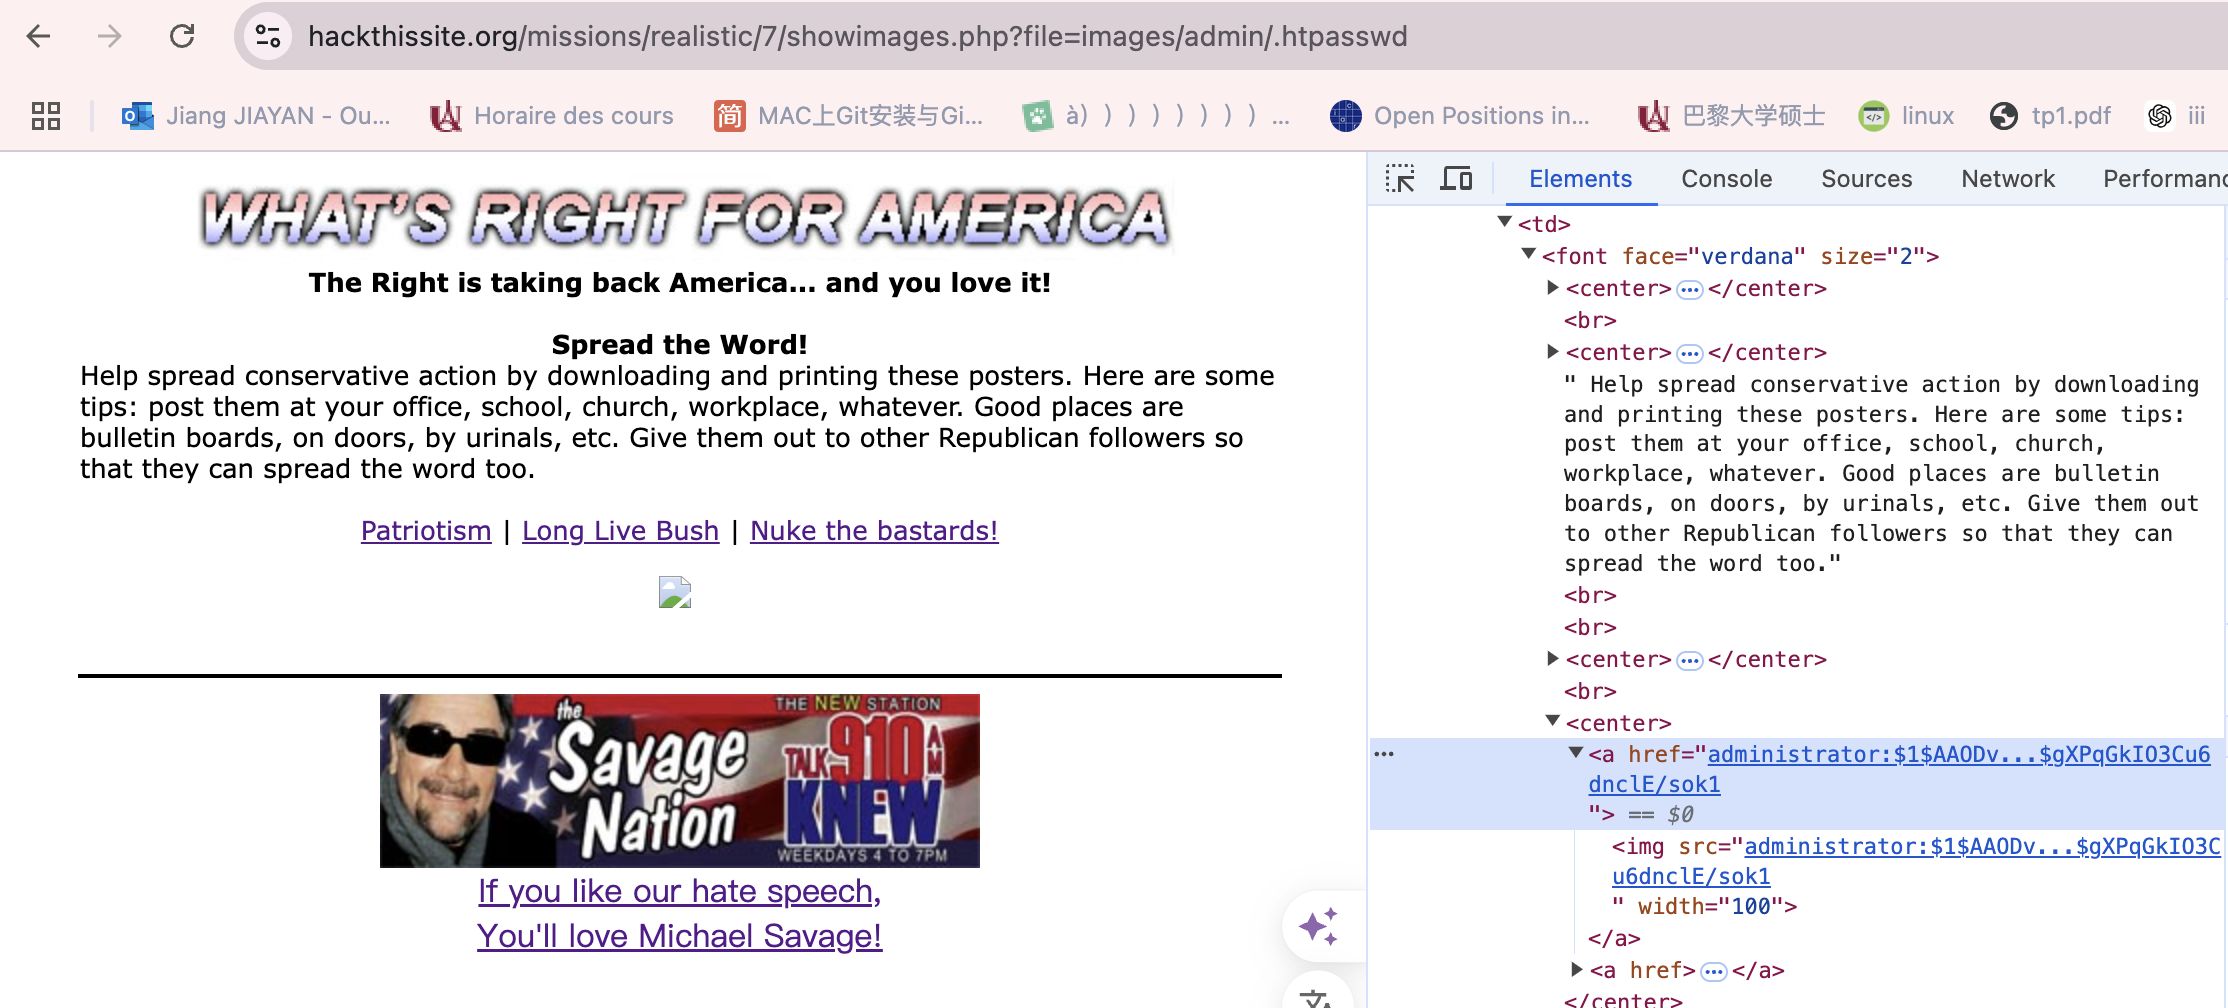 hackthissite.org/missions/realistic/7/showimages.php?file=images/admin/.htpasswd
Jiang JIAYAN - Ou...
Horaire des cours
简 MAC上Git安装与Gi...
à) ) ) ) ) ) ) ) ...
Open Positions in...
巴黎大学硕士
linux
tp1.pdf
iii
WHAT'S RIGHT FOR AMERICA
The Right is taking back America... and you love it!
Spread the Word!
Help spread conservative action by downloading and printing these posters. Here are some
tips: post them at your office, school, church, workplace, whatever. Good places are
bulletin boards, on doors, by urinals, etc. Give them out to other Republican followers so
that they can spread the word too.
Patriotism | Long Live Bush | Nuke the bastards!
THE NEW STATION
the
Savage
Nation
TALK 910 AM
KNEW
WEEKDAYS 4 TO 7PM
If you like our hate speech,
You'll love Michael Savage!
Elements Console Sources Network Performanc
<td>
<font face="verdana" size="2">
<center>...</center>
<br>
<center>...</center>
" Help spread conservative action by downloading
and printing these posters. Here are some tips:
post them at your office, school, church,
workplace, whatever. Good places are bulletin
boards, on doors, by urinals, etc. Give them out
to other Republican followers so that they can
spread the word too."
<br>
<br>
<center>...</center>
<br>
<center>
<a href="administrator:$1$AAODv...$gXPqGkIO3Cu6
dnclE/sok1
"> == $0
<img src="administrator:$1$AAODv...$gXPqGkIO3C
u6dnclE/sok1
" width="100">
</a>
<a href>...</a>
</center>